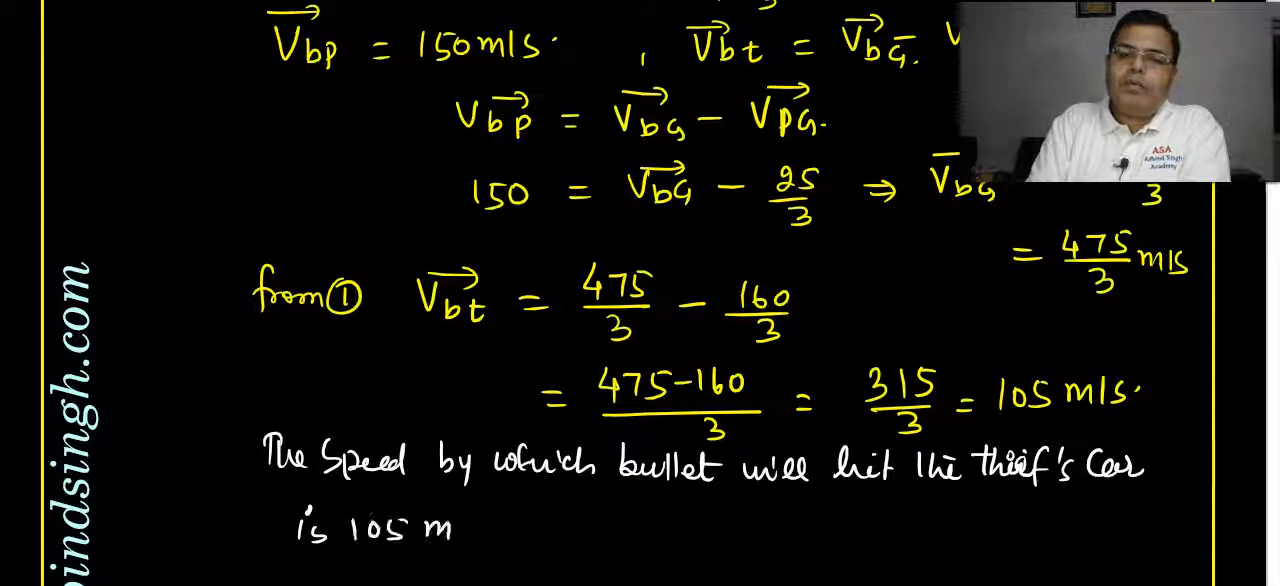 V⃗bp = 150 m/s. , V⃗bt = V⃗bG - V
V⃗bp = V⃗bG - V⃗PG.
150 = V⃗bG - 25/3 ⇒ V̅bG 3
= 475/3 m/s
from ① V⃗bt = 475/3 - 160/3
= 475-160/3 = 315/3 = 105 m/s.
The Speed by which bullet will hit the thief's Car
is 105 m
indsingh.com
ASA
Arvind Singh
Academy